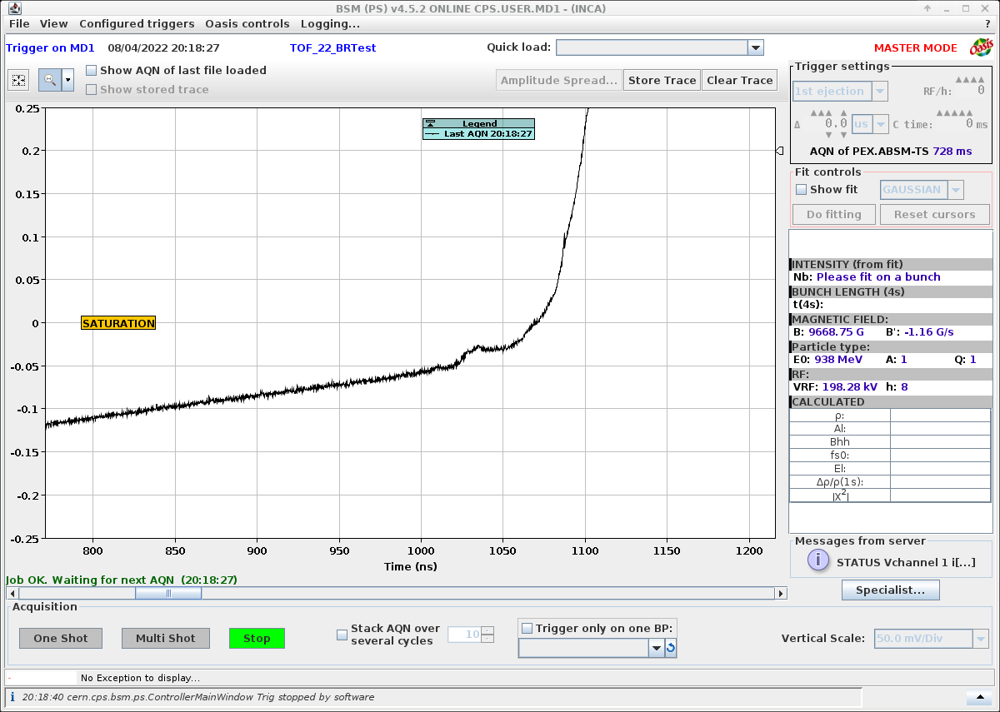 BSM (PS) v4.5.2 ONLINE CPS.USER.MD1 - (INCA)
File View Configured triggers Oasis controls Logging... ?
Trigger on MD1 08/04/2022 20:18:27 TOF_22_BRTest Quick load: MASTER MODE Oasis
Show AQN of last file loaded
Show stored trace
Amplitude Spread... Store Trace Clear Trace
Trigger settings
1st ejection RF/h: 0
Δ 0.0 us C time: 0 ms
AQN of PEX.ABSM-TS 728 ms
Fit controls
Show fit GAUSSIAN
Do fitting Reset cursors
INTENSITY (from fit)
Nb: Please fit on a bunch
BUNCH LENGTH (4s)
t(4s):
MAGNETIC FIELD:
B: 9668.75 G B': -1.16 G/s
Particle type:
E0: 938 MeV A: 1 Q: 1
RF:
VRF: 198.28 kV h: 8
CALCULATED
ρ:
Al:
Bhh
fs0:
El:
Δρ/ρ(1s):
|X²|
Messages from server
STATUS Vchannel 1 i[...]
Specialist...
Legend
Last AQN 20:18:27
0.25
0.2
0.15
0.1
0.05
0
-0.05
-0.1
-0.15
-0.2
-0.25
SATURATION
800 850 900 950 1000 1050 1100 1150 1200
Time (ns)
Job OK. Waiting for next AQN (20:18:27)
Acquisition
One Shot Multi Shot Stop
Stack AQN over
several cycles
10
Trigger only on one BP:
Vertical Scale: 50.0 mV/Div
- No Exception to display...
i 20:18:40 cern.cps.bsm.ps.ControllerMainWindow Trig stopped by software